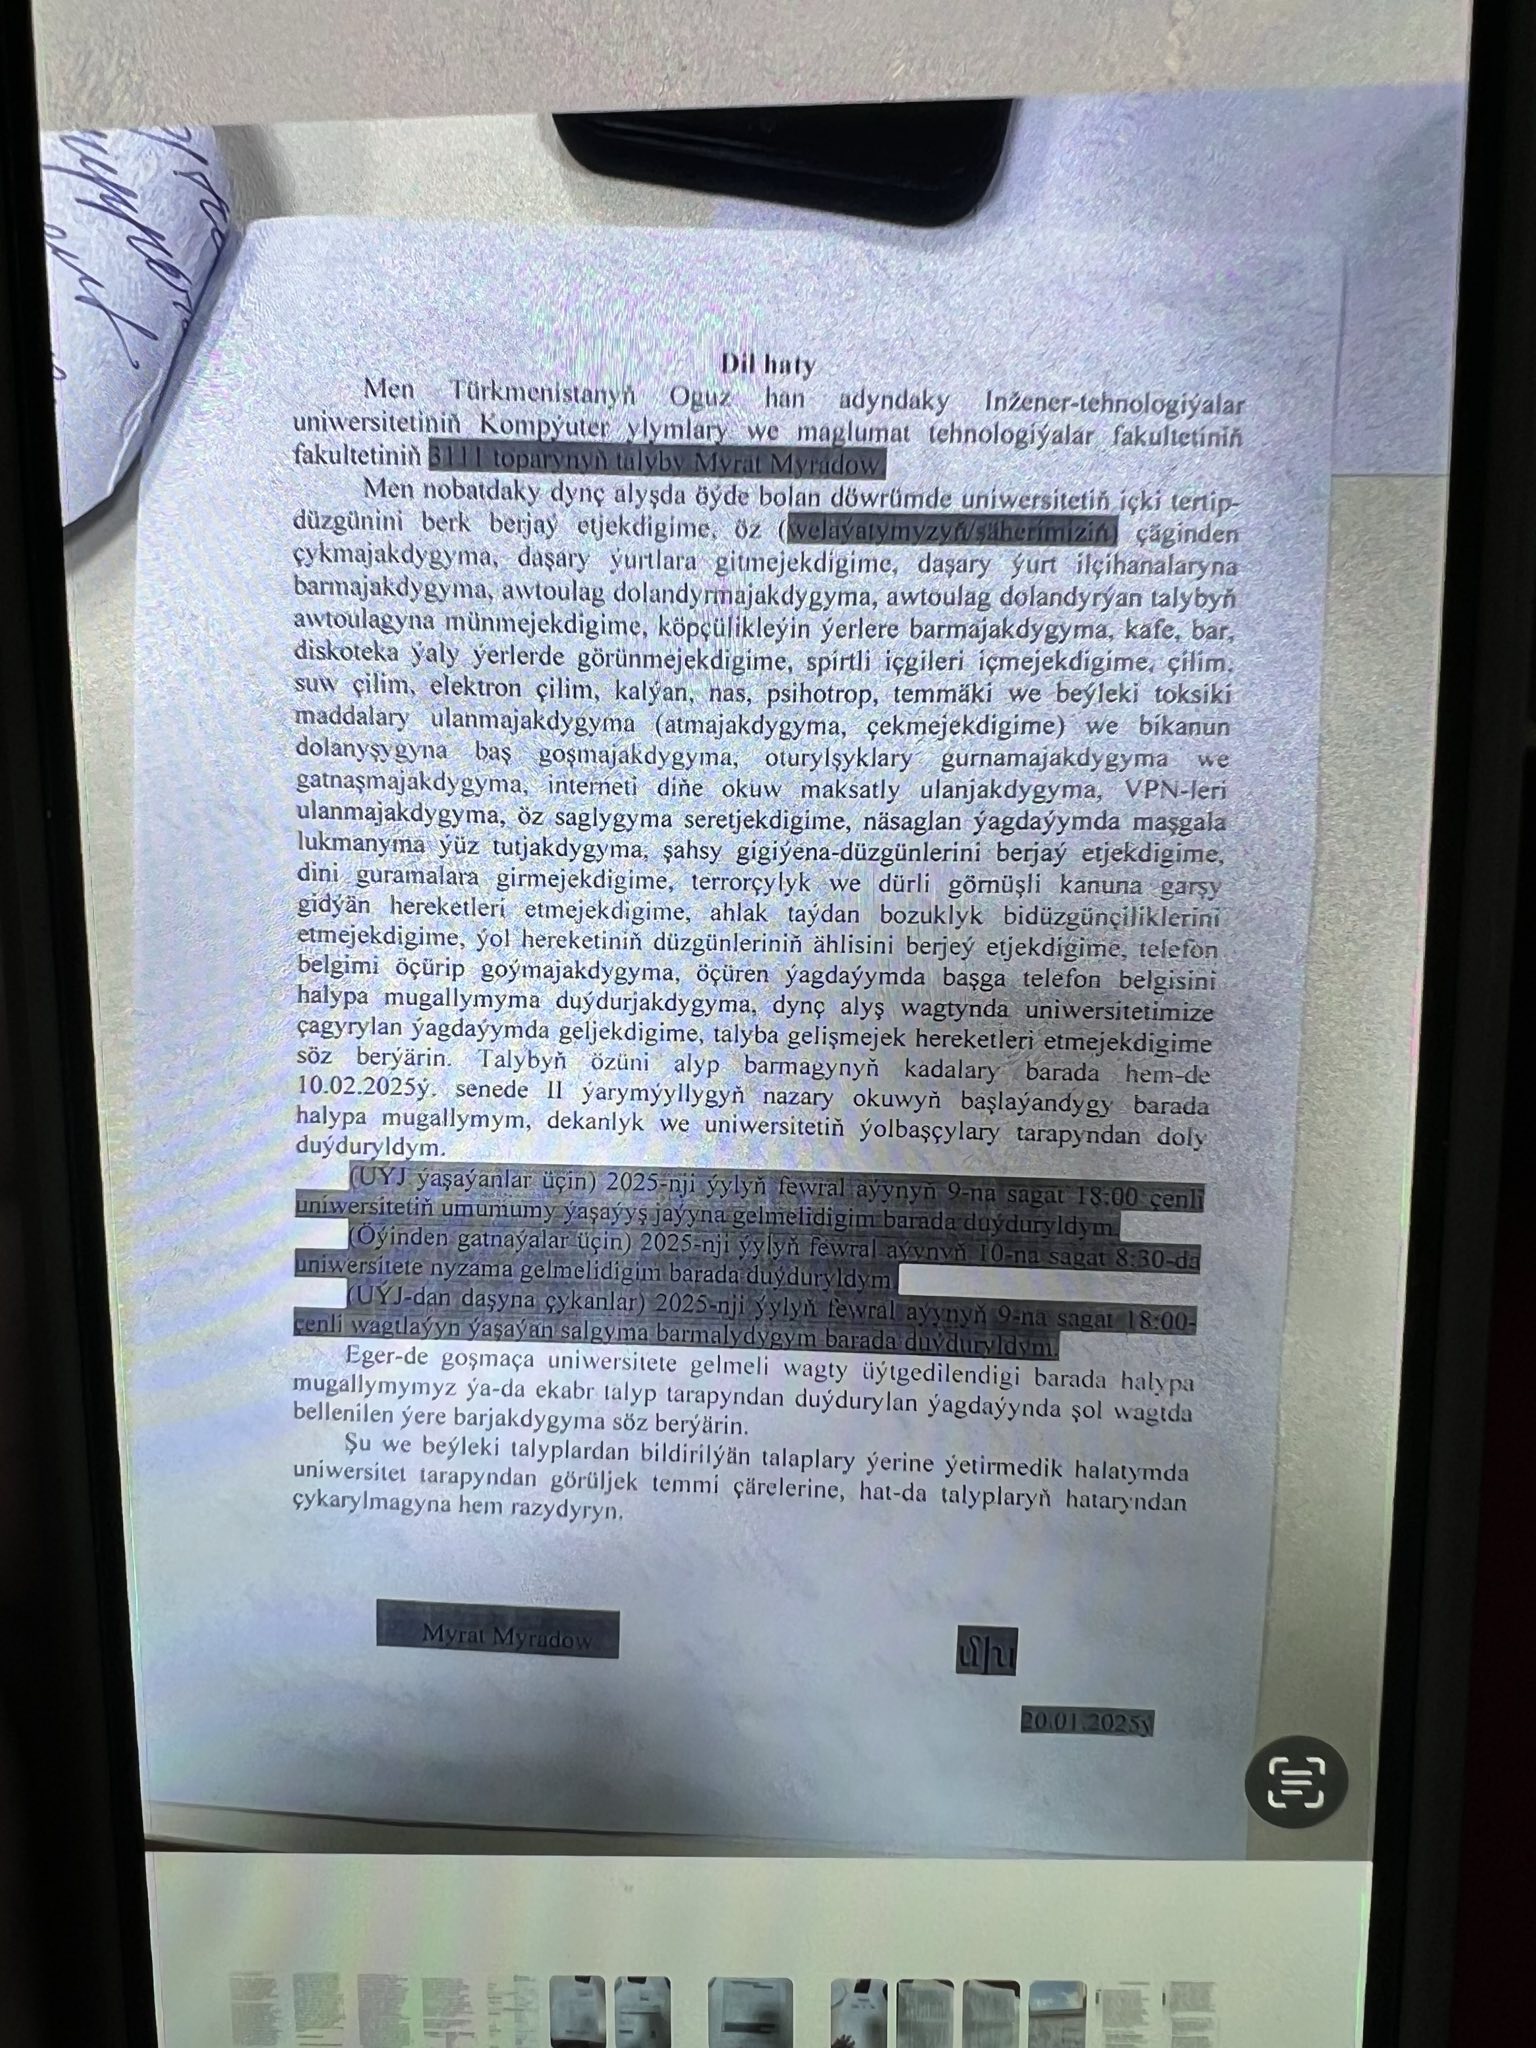 Dil haty
Men Türkmenistanyň Oguz han adyndaky Inžener-tehnologiýalar
uniwersitetiniň Kompýuter ylymlary we maglumat tehnologiýalar fakultetiniň
fakultetiniň 3111 toparynyň talyby Myrat Myradow
Men nobatdaky dynç alyşda öýde bolan döwrümde uniwersitetiň içki tertip-
düzgünini berk berjaý etjekdigime, öz (welaýatymyzyň/şäherimiziň) çäginden
çykmajakdygyma, daşary ýurtlara gitmejekdigime, daşary ýurt ilçihanalaryna
barmajakdygyma, awtoulag dolandyrmajakdygyma, awtoulag dolandyrýan talybyň
awtoulagyna münmejekdigime, köpçülikleýin ýerlere barmajakdygyma, kafe, bar,
diskoteka ýaly ýerlerde görünmejekdigime, spirtli içgileri içmejekdigime, çilim,
suw çilim, elektron çilim, kalýan, nas, psihotrop, temmäki we beýleki toksiki
maddalary ulanmajakdygyma (atmajakdygyma, çekmejekdigime) we bikanun
dolanyşygyna baş goşmajakdygyma, oturylşyklary gurnamajakdygyma we
gatnaşmajakdygyma, interneti diňe okuw maksatly ulanjakdygyma, VPN-leri
ulanmajakdygyma, öz saglygyma seretjekdigime, näsaglan ýagdaýymda maşgala
lukmanyma ýüz tutjakdygyma, şahsy gigiýena-düzgünlerini berjaý etjekdigime,
dini guramalara girmejekdigime, terrorçylyk we dürli görnüşli kanuna garşy
gidýän hereketleri etmejekdigime, ahlak taýdan bozuklyk bidüzgünçiliklerini
etmejekdigime, ýol hereketiniň düzgünleriniň ählisini berjeý etjekdigime, telefon
belgimi öçürip goýmajakdygyma, öçüren ýagdaýymda başga telefon belgisini
halypa mugallymyma duýdurjakdygyma, dynç alyş wagtynda uniwersitetimize
çagyrylan ýagdaýymda geljekdigime, talyba gelişmejek hereketleri etmejekdigime
söz berýärin. Talybyň özüni alyp barmagynyň kadalary barada hem-de
10.02.2025ý. senede II ýarymýyllygyň nazary okuwyň başlaýandygy barada
halypa mugallymym, dekanlyk we uniwersitetiň ýolbaşçylary tarapyndan doly
duýduryldym.
(UÝJ ýaşaýanlar üçin) 2025-nji ýylyň fewral aýynyň 9-na sagat 18:00 çenli
uniwersitetiň umumumy ýaşaýyş jaýyna gelmelidigim barada duýduryldym.
(Öýinden gatnaýalar üçin) 2025-nji ýylyň fewral aýynyň 10-na sagat 8:30-da
uniwersitete nyzama gelmelidigim barada duýduryldym.
(UÝJ-dan daşyna çykanlar) 2025-nji ýylyň fewral aýynyň 9-na sagat 18:00-
çenli wagtlaýyn ýaşaýan salgyma barmalydygym barada duýduryldym.
Eger-de goşmaça uniwersitete gelmeli wagty üýtgedilendigi barada halypa
mugallymymyz ýa-da ekabr talyp tarapyndan duýdurylan ýagdaýynda şol wagtda
bellenilen ýere barjakdygyma söz berýärin.
Şu we beýleki talyplardan bildirilýän talaplary ýerine ýetirmedik halatymda
uniwersitet tarapyndan görüljek temmi çärelerine, hat-da talyplaryň hataryndan
çykarylmagyna hem razydyryn.
Myrat Myradow
20.01.2025ý